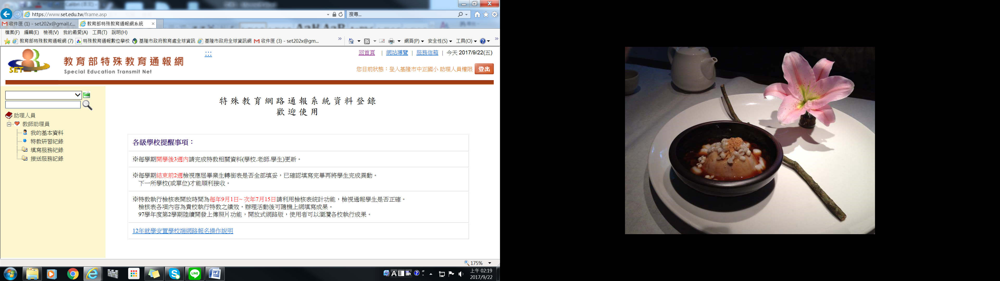 https://www.set.edu.tw/frame.asp
搜尋...
收件匣 (1) - set202x@gmail.c...
教育部特殊教育通報網系統
檔案(F) 編輯(E) 檢視(V) 我的最愛(A) 工具(T) 說明(H)
教育部特殊教育通報網 (7) 特殊教育通報數位學校 基隆市政府教育處全球資訊 基隆市政府全球資訊網 收件匣 (3) - set202x@gm...
網頁(P) 安全性(S) 工具(O)
SET
教育部特殊教育通報網
Special Education Transmit Net
:::
回首頁 | 網站導覽 | 服務信箱 | 今天 2017/9/22(五)
您目前狀態：登入基隆市中正國小 助理人員權限 登出
助理人員
教師助理員
我的基本資料
特教研習紀錄
填寫服務紀錄
接送服務記錄
特殊教育網路通報系統資料登錄
歡迎使用
各級學校提醒事項：
※每學期開學後3週內請完成特教相關資料(學校.老師.學生)更新。
※每學期結束前2週檢視應屆畢業生轉銜表是否全部填妥，已確認填寫完畢再將學生完成異動。
下一所學校(或單位)才能順利接收。
※特教執行檢核表開放時間為每年9月1日~ 次年7月15日請利用檢核表統計功能，檢視通報學生是否正確。
檢核表各項內容為貴校執行特教之績效，辦理活動後可隨機上網填寫成果。
97學年度第2學期陸續開發上傳照片功能，開放式網路版，使用者可以瀏灠各校執行成果。
12年就學安置學校端網路報名操作說明
175%
LINE
上午 02:19
2017/9/22